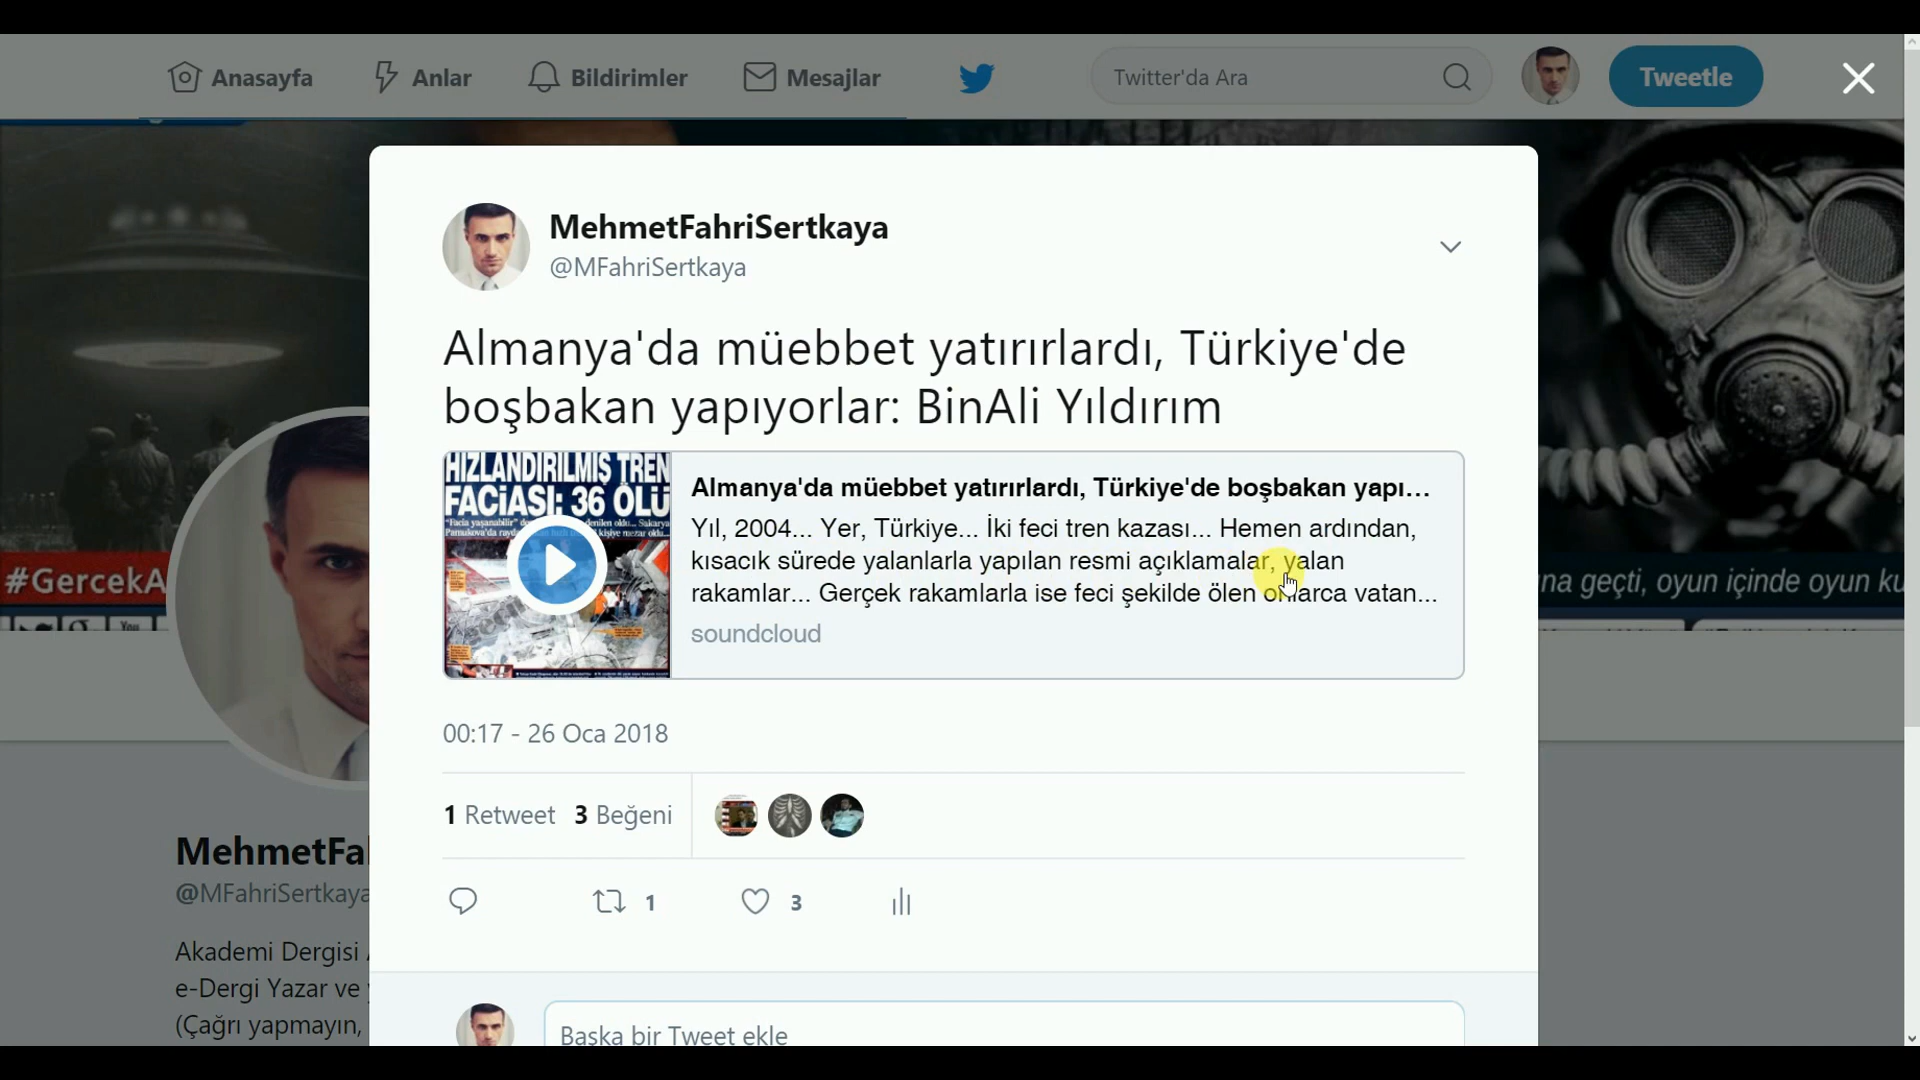 Anasayfa
Anlar
Bildirimler
Mesajlar
Twitter'da Ara
Tweetle
MehmetFahriSertkaya
@MFahriSertkaya
Almanya'da müebbet yatırırlardı, Türkiye'de
boşbakan yapıyorlar: BinAli Yıldırım
HIZLANDIRILMIŞ TREN
FACİASI: 36 ÖLÜ
Almanya'da müebbet yatırırlardı, Türkiye'de boşbakan yapı...
Yıl, 2004... Yer, Türkiye... İki feci tren kazası... Hemen ardından,
kısacık sürede yalanlarla yapılan resmi açıklamalar, yalan
rakamlar... Gerçek rakamlarla ise feci şekilde ölen onlarca vatan...
soundcloud
00:17 - 26 Oca 2018
1 Retweet 3 Beğeni
1
3
Başka bir Tweet ekle
#GercekA
na geçti, oyun içinde oyun ku
MehmetFa
@MFahriSertkaya
Akademi Dergisi
e-Dergi Yazar ve
(Çağrı yapmayın,